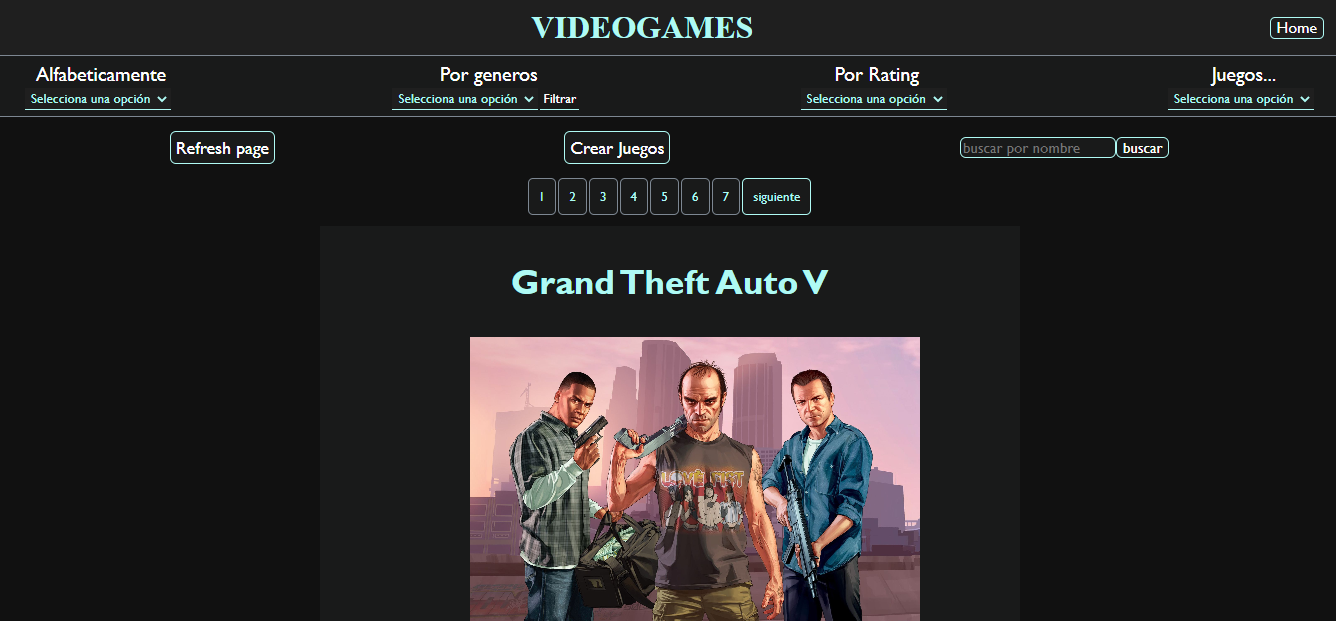 VIDEOGAMES
Home
Alfabeticamente
Por generos
Por Rating
Juegos...
Selecciona una opción
Selecciona una opción Filtrar
Selecciona una opción
Selecciona una opción
Refresh page
Crear Juegos
buscar por nombre buscar
1 2 3 4 5 6 7 siguiente
Grand Theft Auto V
LOVE FIST